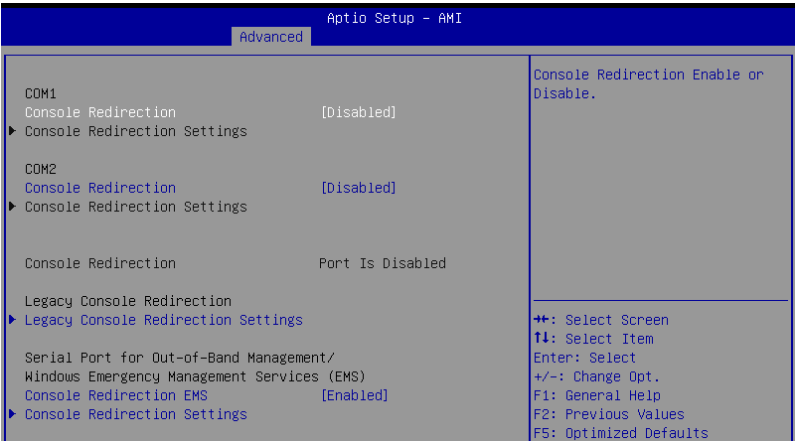 Aptio Setup – AMI
Advanced
COM1
Console Redirection [Disabled]
▶ Console Redirection Settings
COM2
Console Redirection [Disabled]
▶ Console Redirection Settings
Console Redirection Port Is Disabled
Legacy Console Redirection
▶ Legacy Console Redirection Settings
Serial Port for Out-of-Band Management/
Windows Emergency Management Services (EMS)
Console Redirection EMS [Enabled]
▶ Console Redirection Settings
Console Redirection Enable or
Disable.
→←: Select Screen
↑↓: Select Item
Enter: Select
+/-: Change Opt.
F1: General Help
F2: Previous Values
F5: Optimized Defaults